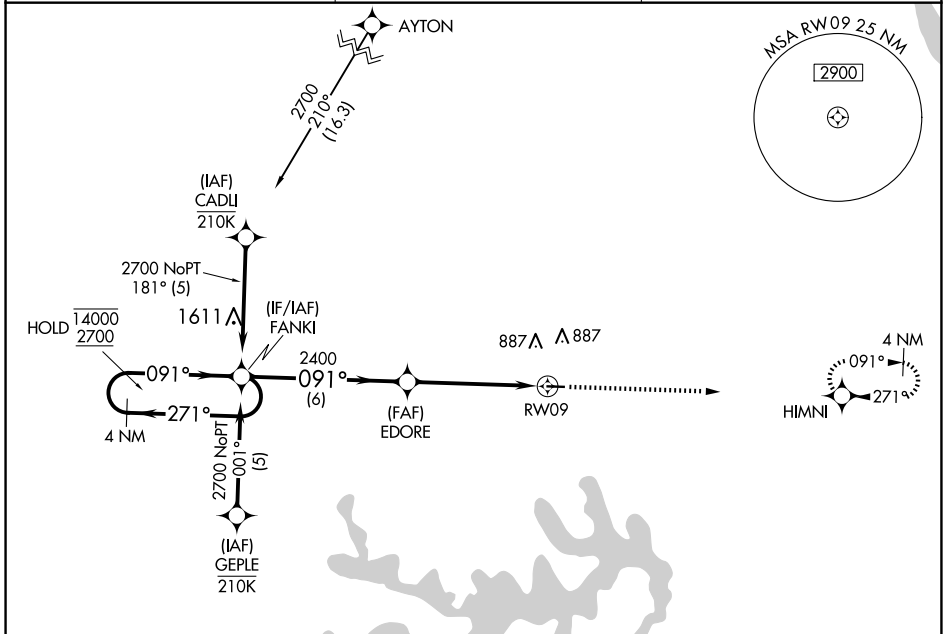 AYTON
MSA RW09 25 NM
2900
2700
210°
(16.3)
(IAF)
CADLI
210K
2700 NoPT
181° (5)
1611
(IF/IAF)
FANKI
HOLD 14000
2700
887 887
4 NM
091°
2400
091°
(6)
091°
271°
271°
HIMNI
RW09
(FAF)
EDORE
4 NM
2700 NoPT
001°
(5)
(IAF)
GEPLE
210K